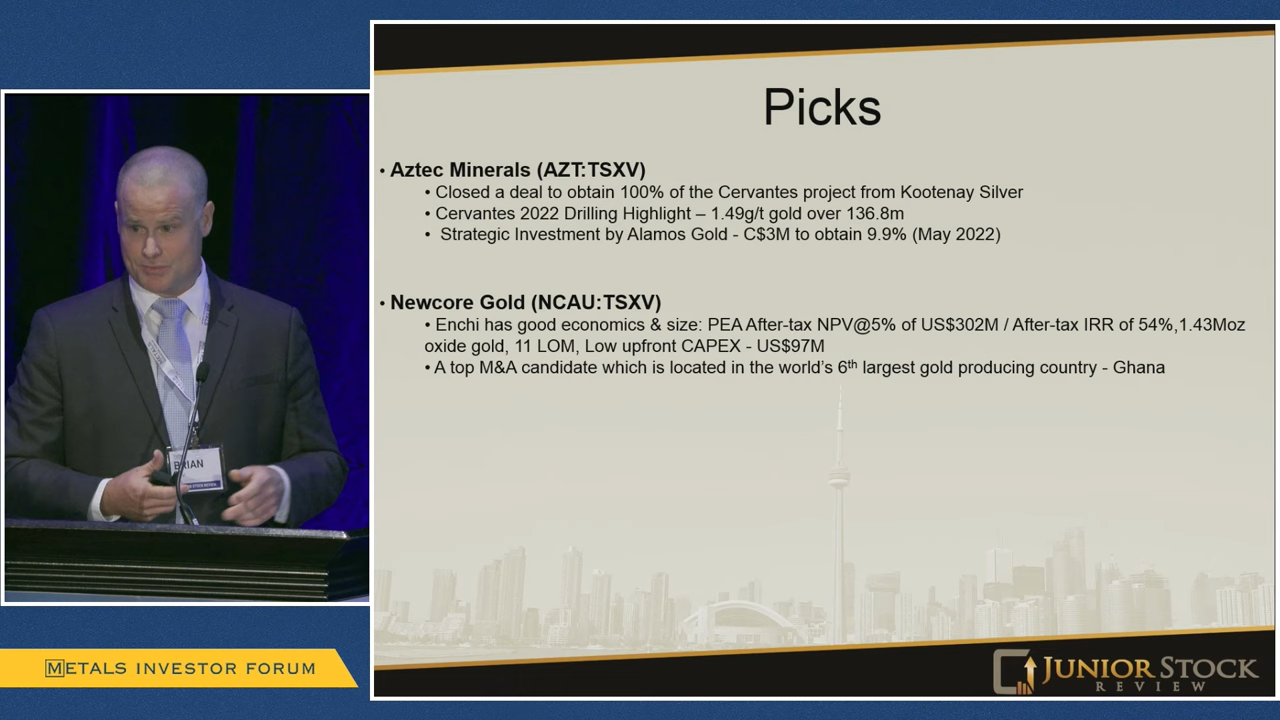 Picks
• Aztec Minerals (AZT:TSXV)
• Closed a deal to obtain 100% of the Cervantes project from Kootenay Silver
• Cervantes 2022 Drilling Highlight – 1.49g/t gold over 136.8m
• Strategic Investment by Alamos Gold - C$3M to obtain 9.9% (May 2022)
• Newcore Gold (NCAU:TSXV)
• Enchi has good economics & size: PEA After-tax NPV@5% of US$302M / After-tax IRR of 54%,1.43Moz
oxide gold, 11 LOM, Low upfront CAPEX - US$97M
• A top M&A candidate which is located in the world's 6th largest gold producing country - Ghana
BRIAN
METALS INVESTOR FORUM
JUNIOR STOCK
REVIEW